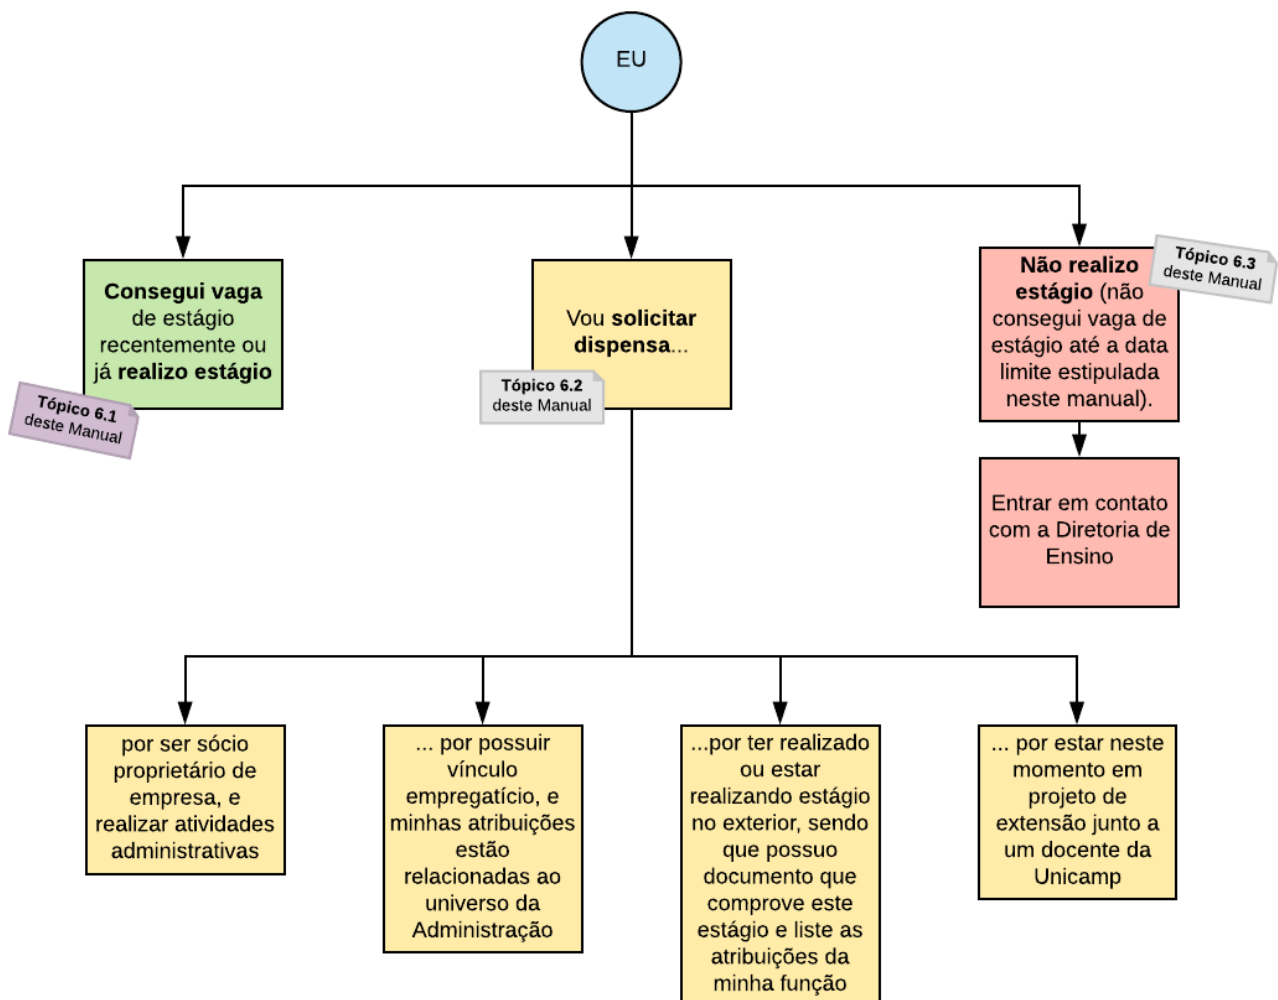 EU
Consegui vaga
de estágio
recentemente ou
já realizo estágio
Tópico 6.1
deste Manual
Vou solicitar
dispensa...
Tópico 6.2
deste Manual
Não realizo
estágio (não
consegui vaga de
estágio até a data
limite estipulada
neste manual).
Tópico 6.3
deste Manual
Entrar em contato
com a Diretoria de
Ensino
por ser sócio
proprietário de
empresa, e
realizar atividades
administrativas
... por possuir
vínculo
empregatício, e
minhas atribuições
estão
relacionadas ao
universo da
Administração
...por ter realizado
ou estar
realizando estágio
no exterior, sendo
que possuo
documento que
comprove este
estágio e liste as
atribuições da
minha função
... por estar neste
momento em
projeto de
extensão junto a
um docente da
Unicamp